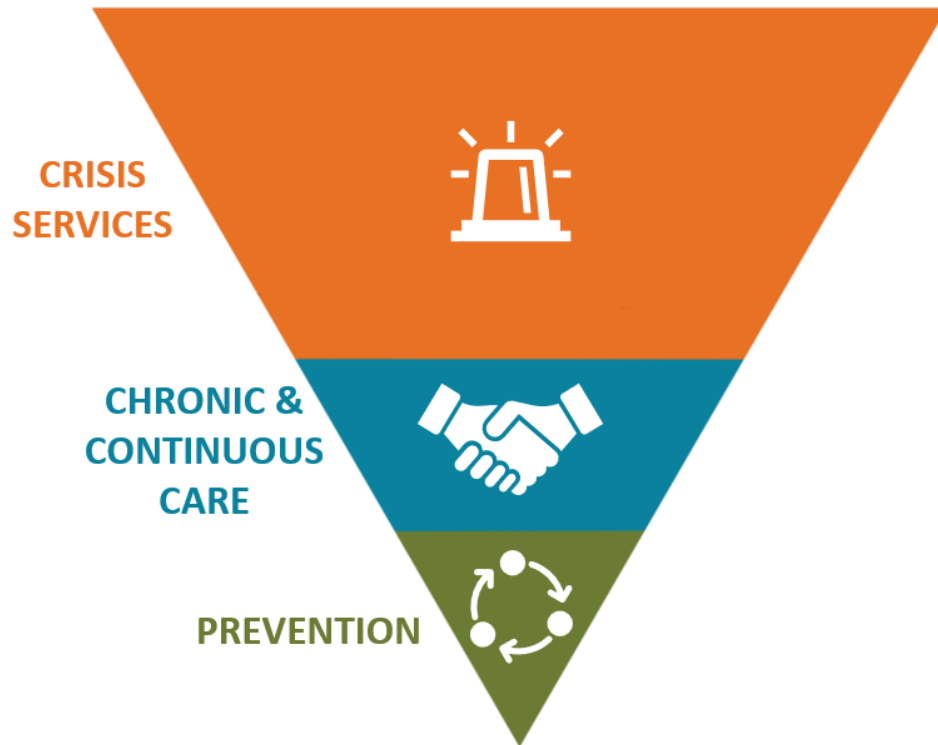 CRISIS
SERVICES
CHRONIC &
CONTINUOUS
CARE
PREVENTION